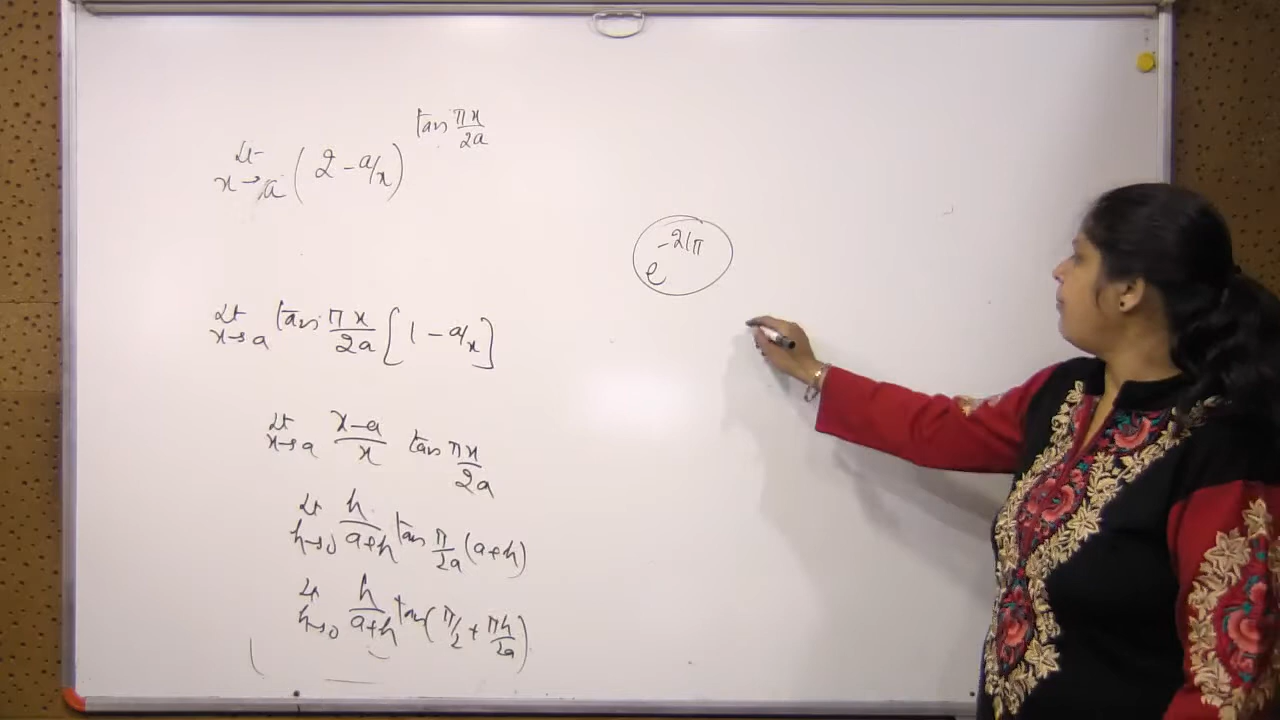 Lt x→a (2 - a/x)^tan πx/2a
e^-2/π
Lt x→a tan πx/2a [1 - a/x]
Lt x→a x-a/x tan πx/2a
Lt h→0 h/a+h tan π/2a (a+h)
Lt h→0 h/a+h tan(π/2 + πh/2a)